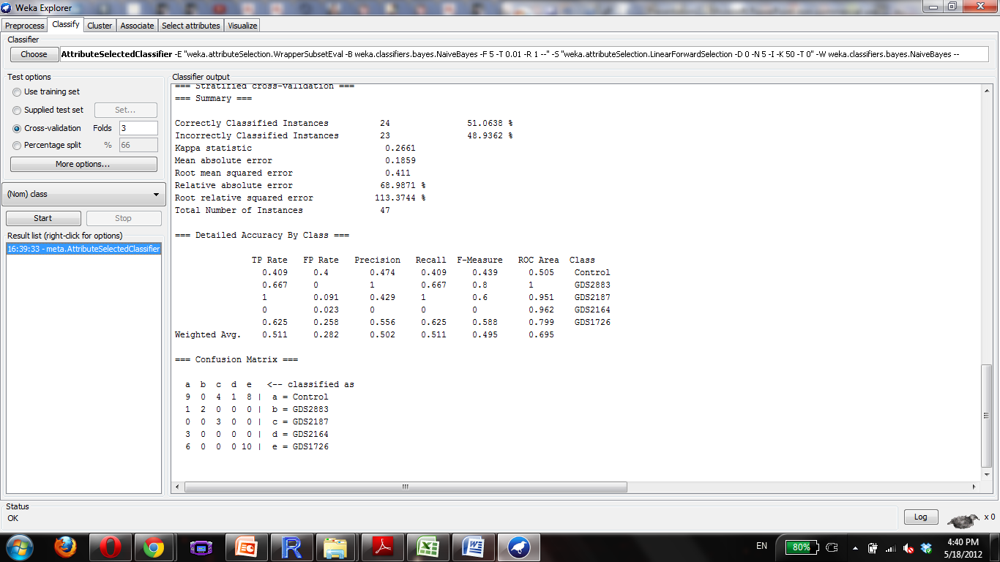 Weka Explorer
Preprocess Classify Cluster Associate Select attributes Visualize
Classifier
Choose AttributeSelectedClassifier -E "weka.attributeSelection.WrapperSubsetEval -B weka.classifiers.bayes.NaiveBayes -F 5 -T 0.01 -R 1 --" -S "weka.attributeSelection.LinearForwardSelection -D 0 -N 5 -I -K 50 -T 0" -W weka.classifiers.bayes.NaiveBayes --
Test options
Use training set
Supplied test set Set...
Cross-validation Folds 3
Percentage split % 66
More options...
(Nom) class
Start Stop
Result list (right-click for options)
16:39:33 - meta.AttributeSelectedClassifier
Classifier output
=== Stratified cross-validation ===
=== Summary ===
Correctly Classified Instances 24 51.0638 %
Incorrectly Classified Instances 23 48.9362 %
Kappa statistic 0.2661
Mean absolute error 0.1859
Root mean squared error 0.411
Relative absolute error 68.9871 %
Root relative squared error 113.3744 %
Total Number of Instances 47
=== Detailed Accuracy By Class ===
TP Rate FP Rate Precision Recall F-Measure ROC Area Class
0.409 0.4 0.474 0.409 0.439 0.505 Control
0.667 0 1 0.667 0.8 1 GDS2883
1 0.091 0.429 1 0.6 0.951 GDS2187
0 0.023 0 0 0 0.962 GDS2164
0.625 0.258 0.556 0.625 0.588 0.799 GDS1726
Weighted Avg. 0.511 0.282 0.502 0.511 0.495 0.695
=== Confusion Matrix ===
a b c d e <-- classified as
9 0 4 1 8 | a = Control
1 2 0 0 0 | b = GDS2883
0 0 3 0 0 | c = GDS2187
3 0 0 0 0 | d = GDS2164
6 0 0 0 10 | e = GDS1726
Status
OK
Log x 0
EN 80% 4:40 PM
5/18/2012